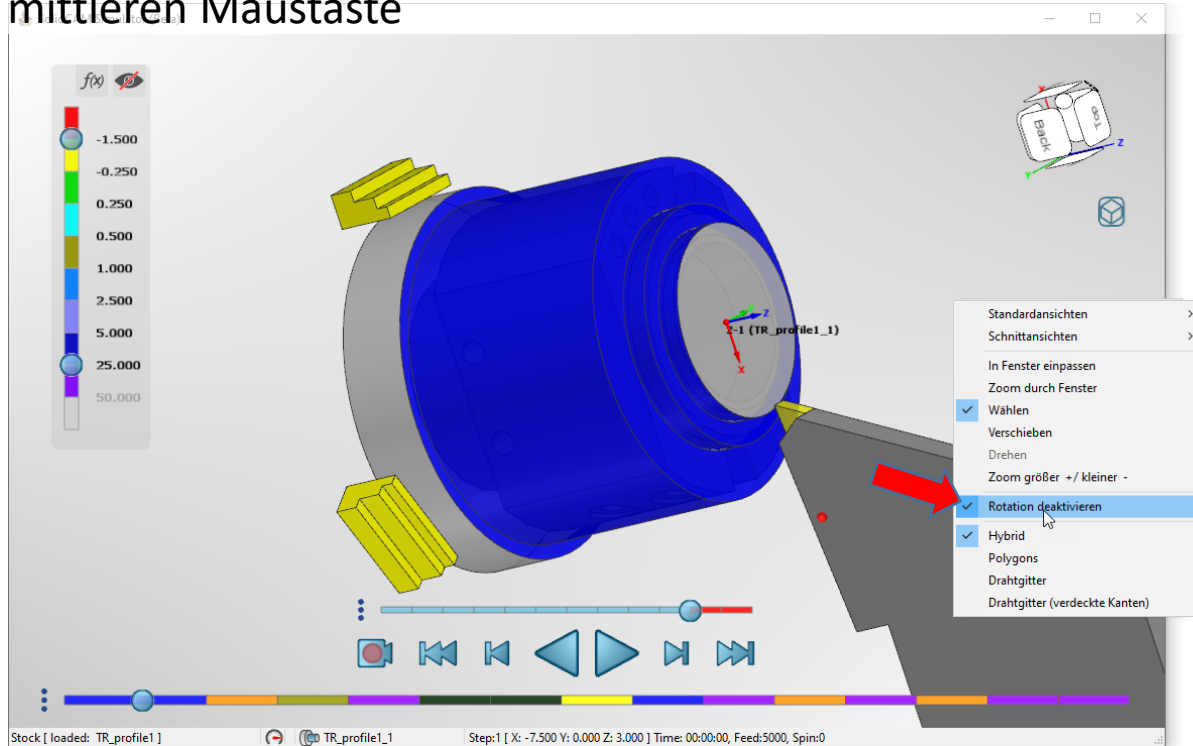 mittleren Maustaste
f(x)
-1.500
-0.250
0.250
0.500
1.000
2.500
5.000
25.000
50.000
X
Back
Top
Z
Y
Z
2-1 (TR_profile1_1)
X
Standardansichten
Schnittansichten
In Fenster einpassen
Zoom durch Fenster
Wählen
Verschieben
Drehen
Zoom größer +/ kleiner -
Rotation deaktivieren
Hybrid
Polygons
Drahtgitter
Drahtgitter (verdeckte Kanten)
Stock [ loaded: TR_profile1 ]
TR_profile1_1
Step:1 [ X: -7.500 Y: 0.000 Z: 3.000 ] Time: 00:00:00, Feed:5000, Spin:0